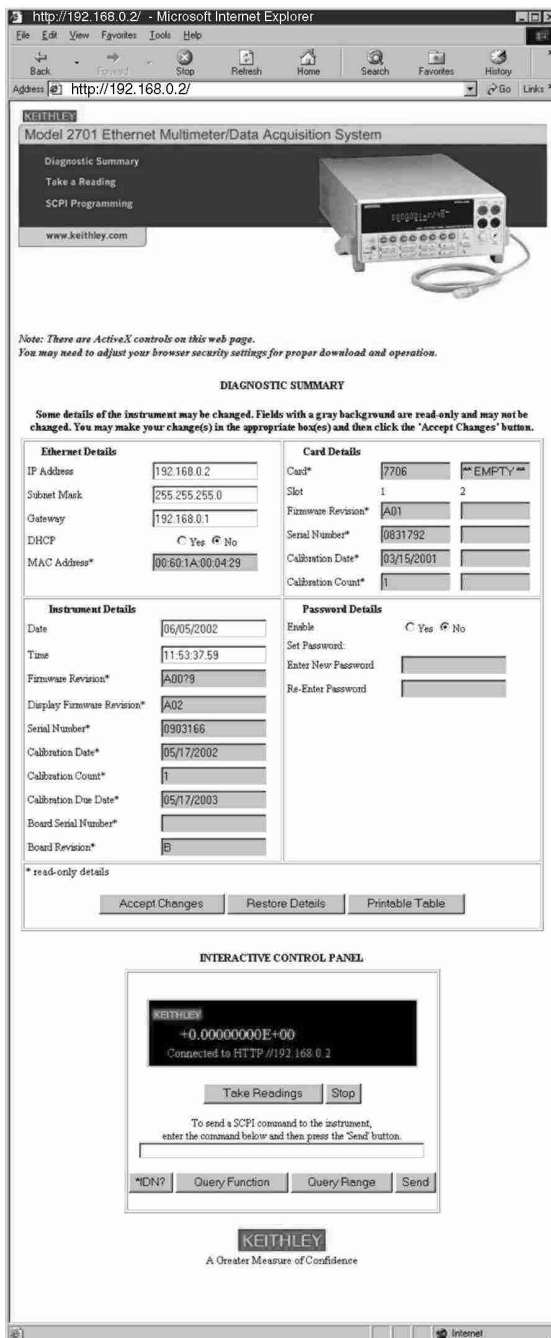 http://192.168.0.2/ - Microsoft Internet Explorer
File Edit View Favorites Tools Help
Back Forward Stop Refresh Home Search Favorites History
Address http://192.168.0.2/ Go Links
KEITHLEY
Model 2701 Ethernet Multimeter/Data Acquisition System
Diagnostic Summary
Take a Reading
SCPI Programming
www.keithley.com
Note: There are ActiveX controls on this web page.
You may need to adjust your browser security settings for proper download and operation.
DIAGNOSTIC SUMMARY
Some details of the instrument may be changed. Fields with a gray background are read-only and may not be
changed. You may make your change(s) in the appropriate box(es) and then click the 'Accept Changes' button.
Ethernet Details
IP Address 192.168.0.2
Subnet Mask 255.255.255.0
Gateway 192.168.0.1
DHCP Yes No
MAC Address* 00:60:1A:00:04:29
Card Details
Card* 7706 **EMPTY**
Slot 1 2
Firmware Revision* A01
Serial Number* 0831792
Calibration Date* 03/15/2001
Calibration Count* 1
Instrument Details
Date 06/05/2002
Time 11:53:37.59
Firmware Revision* A00?9
Display Firmware Revision* A02
Serial Number* 0903166
Calibration Date* 05/17/2002
Calibration Count* 1
Calibration Due Date* 05/17/2003
Board Serial Number*
Board Revision* B
Password Details
Enable Yes No
Set Password:
Enter New Password
Re-Enter Password
* read-only details
Accept Changes Restore Details Printable Table
INTERACTIVE CONTROL PANEL
KEITHLEY
+0.00000000E+00
Connected to HTTP://192.168.0.2
Take Readings Stop
To send a SCPI command to the instrument,
enter the command below and then press the 'Send' button.
*IDN? Query Function Query Range Send
KEITHLEY
A Greater Measure of Confidence
Internet